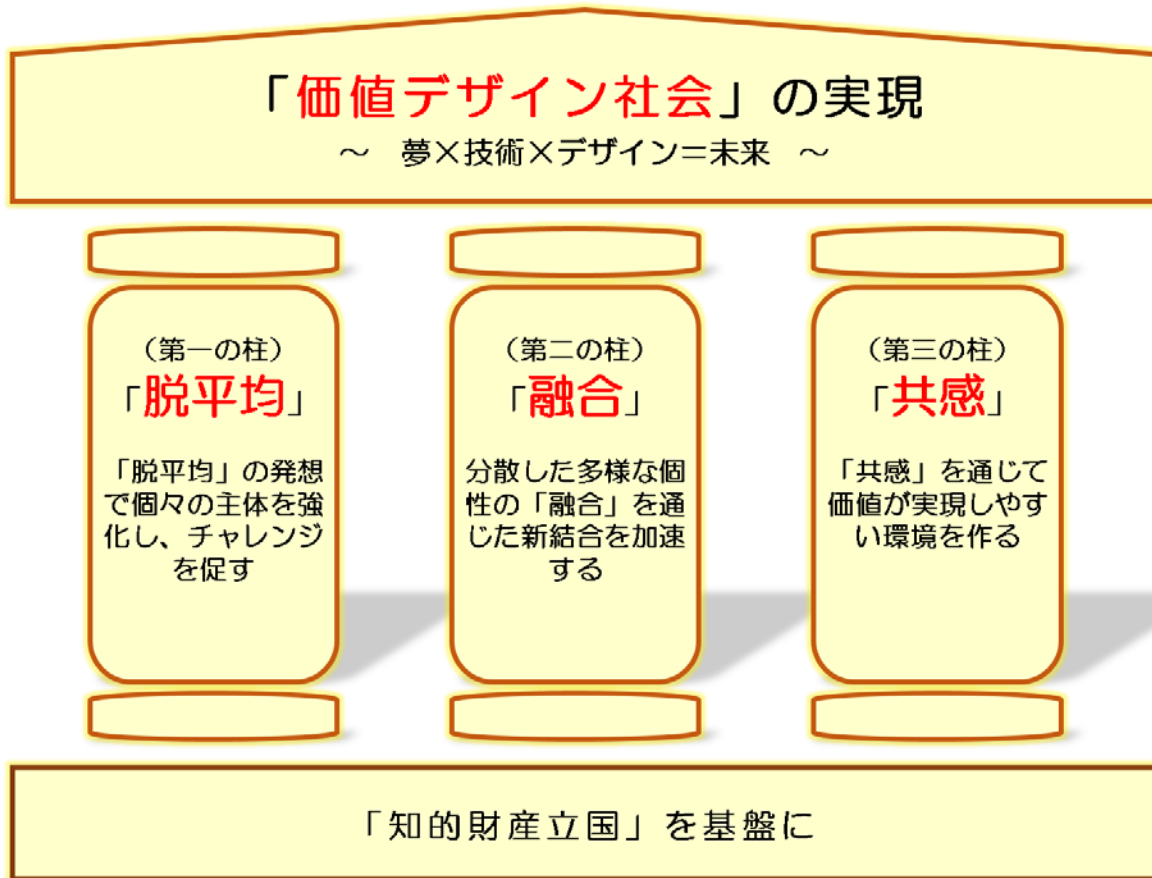 「価値デザイン社会」の実現
～ 夢×技術×デザイン＝未来 ～
（第一の柱）
「脱平均」
「脱平均」の発想
で個々の主体を強
化し、チャレンジ
を促す
（第二の柱）
「融合」
分散した多様な個
性の「融合」を通
じた新結合を加速
する
（第三の柱）
「共感」
「共感」を通じて
価値が実現しやす
い環境を作る
「知的財産立国」を基盤に